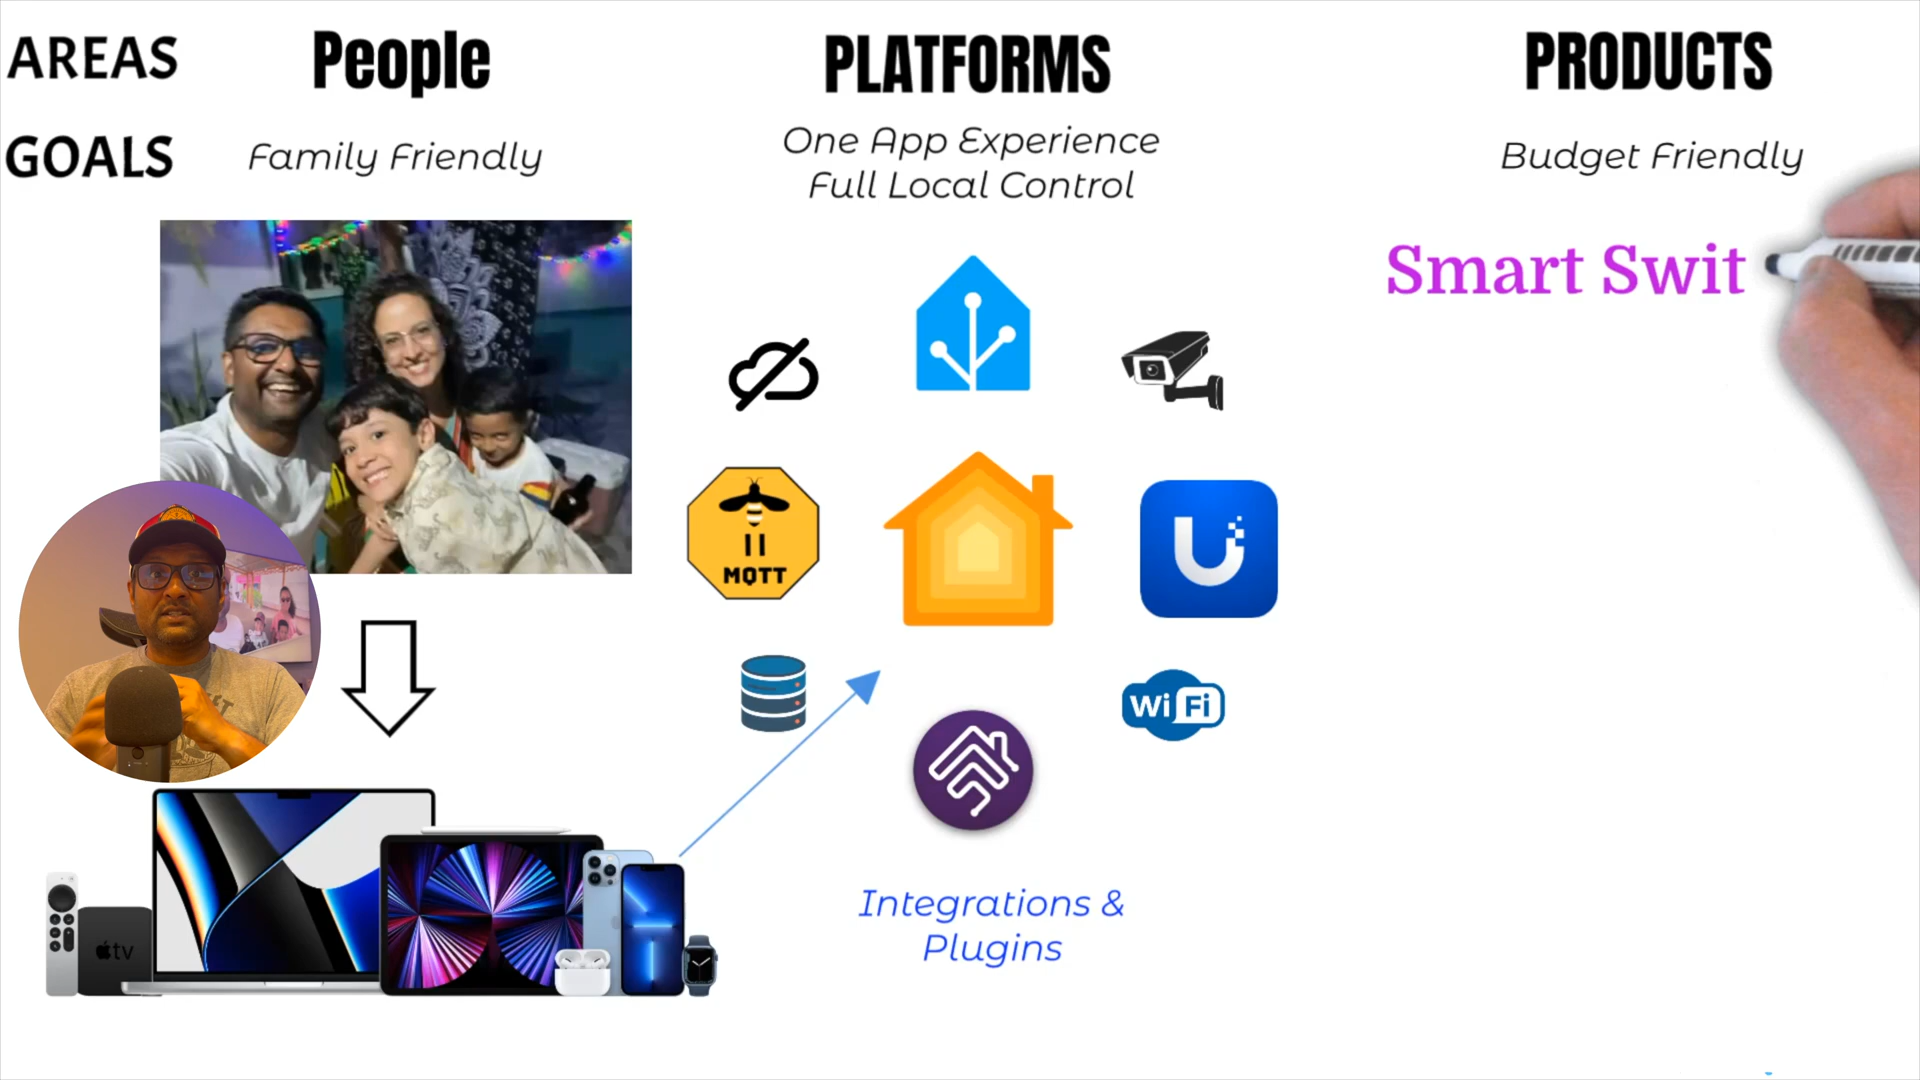 AREAS
People
PLATFORMS
PRODUCTS
GOALS
Family Friendly
One App Experience
Full Local Control
Budget Friendly
Smart Swit
MQTT
Wi Fi
tv
Integrations &
Plugins